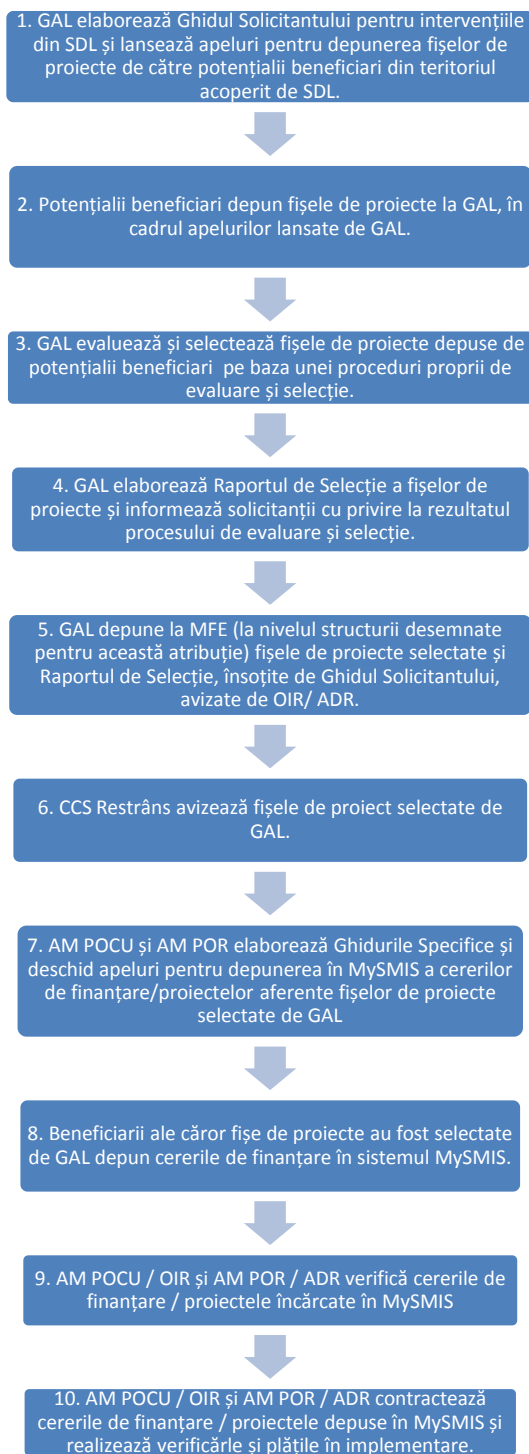 1. GAL elaborează Ghidul Solicitantului pentru intervențiile
din SDL și lansează apeluri pentru depunerea fișelor de
proiecte de către potențialii beneficiari din teritoriul
acoperit de SDL.
2. Potențialii beneficiari depun fișele de proiecte la GAL, în
cadrul apelurilor lansate de GAL.
3. GAL evaluează și selectează fișele de proiecte depuse de
potențialii beneficiari pe baza unei proceduri proprii de
evaluare și selecție.
4. GAL elaborează Raportul de Selecție a fișelor de
proiecte și informează solicitanții cu privire la rezultatul
procesului de evaluare și selecție.
5. GAL depune la MFE (la nivelul structurii desemnate
pentru această atribuție) fișele de proiecte selectate și
Raportul de Selecție, însoțite de Ghidul Solicitantului,
avizate de OIR/ ADR.
6. CCS Restrâns avizează fișele de proiect selectate de
GAL.
7. AM POCU și AM POR elaborează Ghidurile Specifice și
deschid apeluri pentru depunerea în MySMIS a cererilor
de finanțare/proiectelor aferente fișelor de proiecte
selectate de GAL
8. Beneficiarii ale căror fișe de proiecte au fost selectate
de GAL depun cererile de finanțare în sistemul MySMIS.
9. AM POCU / OIR și AM POR / ADR verifică cererile de
finanțare / proiectele încărcate în MySMIS
10. AM POCU / OIR și AM POR / ADR contractează
cererile de finanțare / proiectele depuse în MySMIS și
realizează verificărle și plățile în implementare.